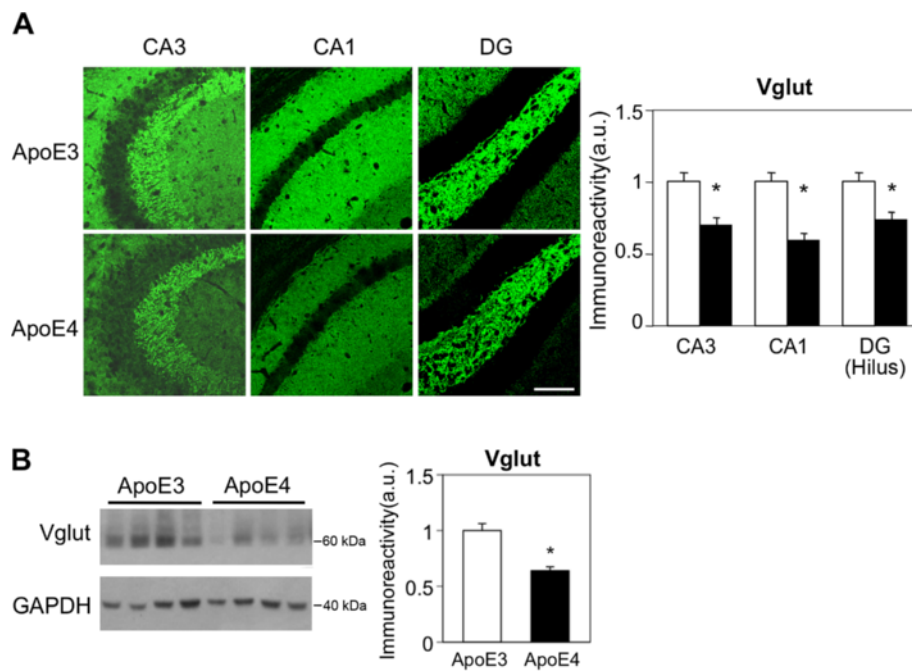 A
CA3 CA1 DG
ApoE3
ApoE4
Vglut
Immunoreactivity(a.u.)
1.5
1
0.5
0
* * *
CA3 CA1 DG
(Hilus)
B
ApoE3 ApoE4
Vglut
–60 kDa
GAPDH
–40 kDa
Vglut
Immunoreactivity(a.u.)
1.5
1
0.5
0
*
ApoE3 ApoE4